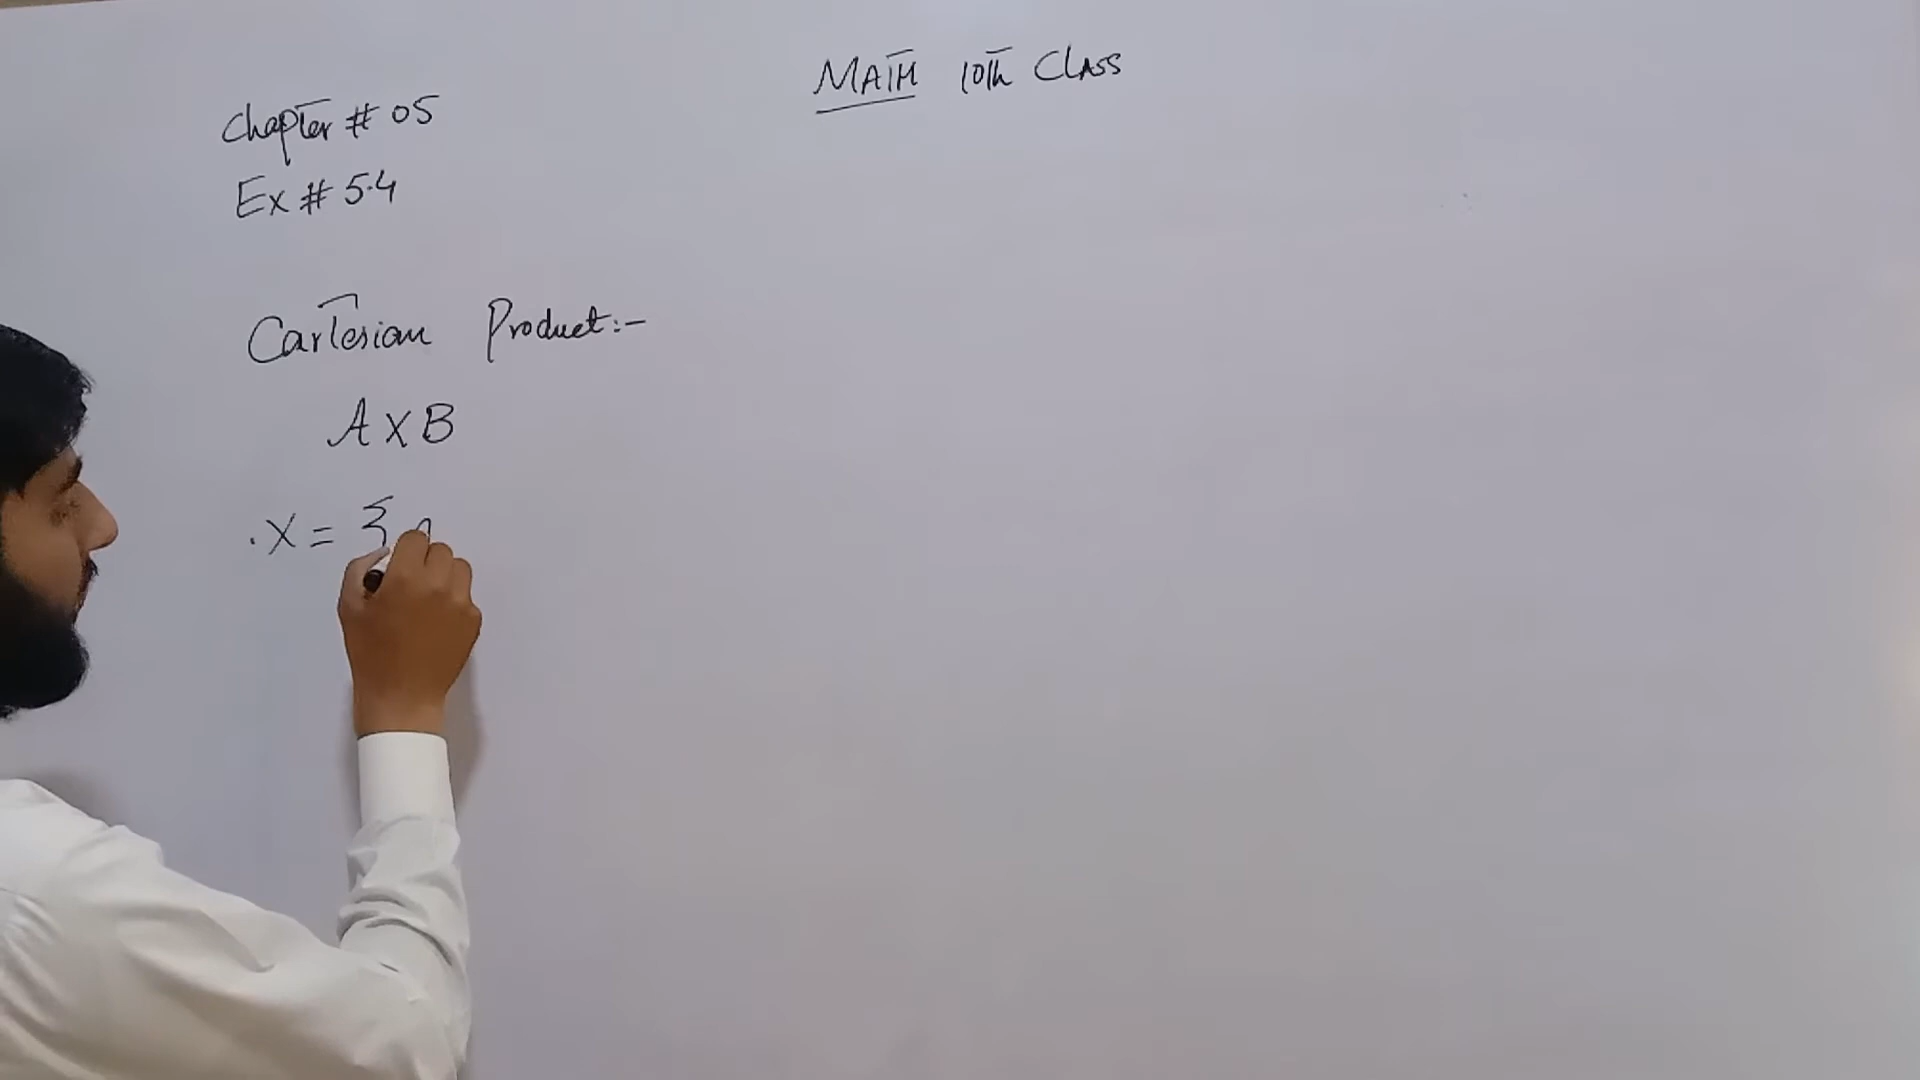 MATH 10th Class
Chapter # 05
Ex # 5.4
Cartesian Product:-
A X B
. X = {